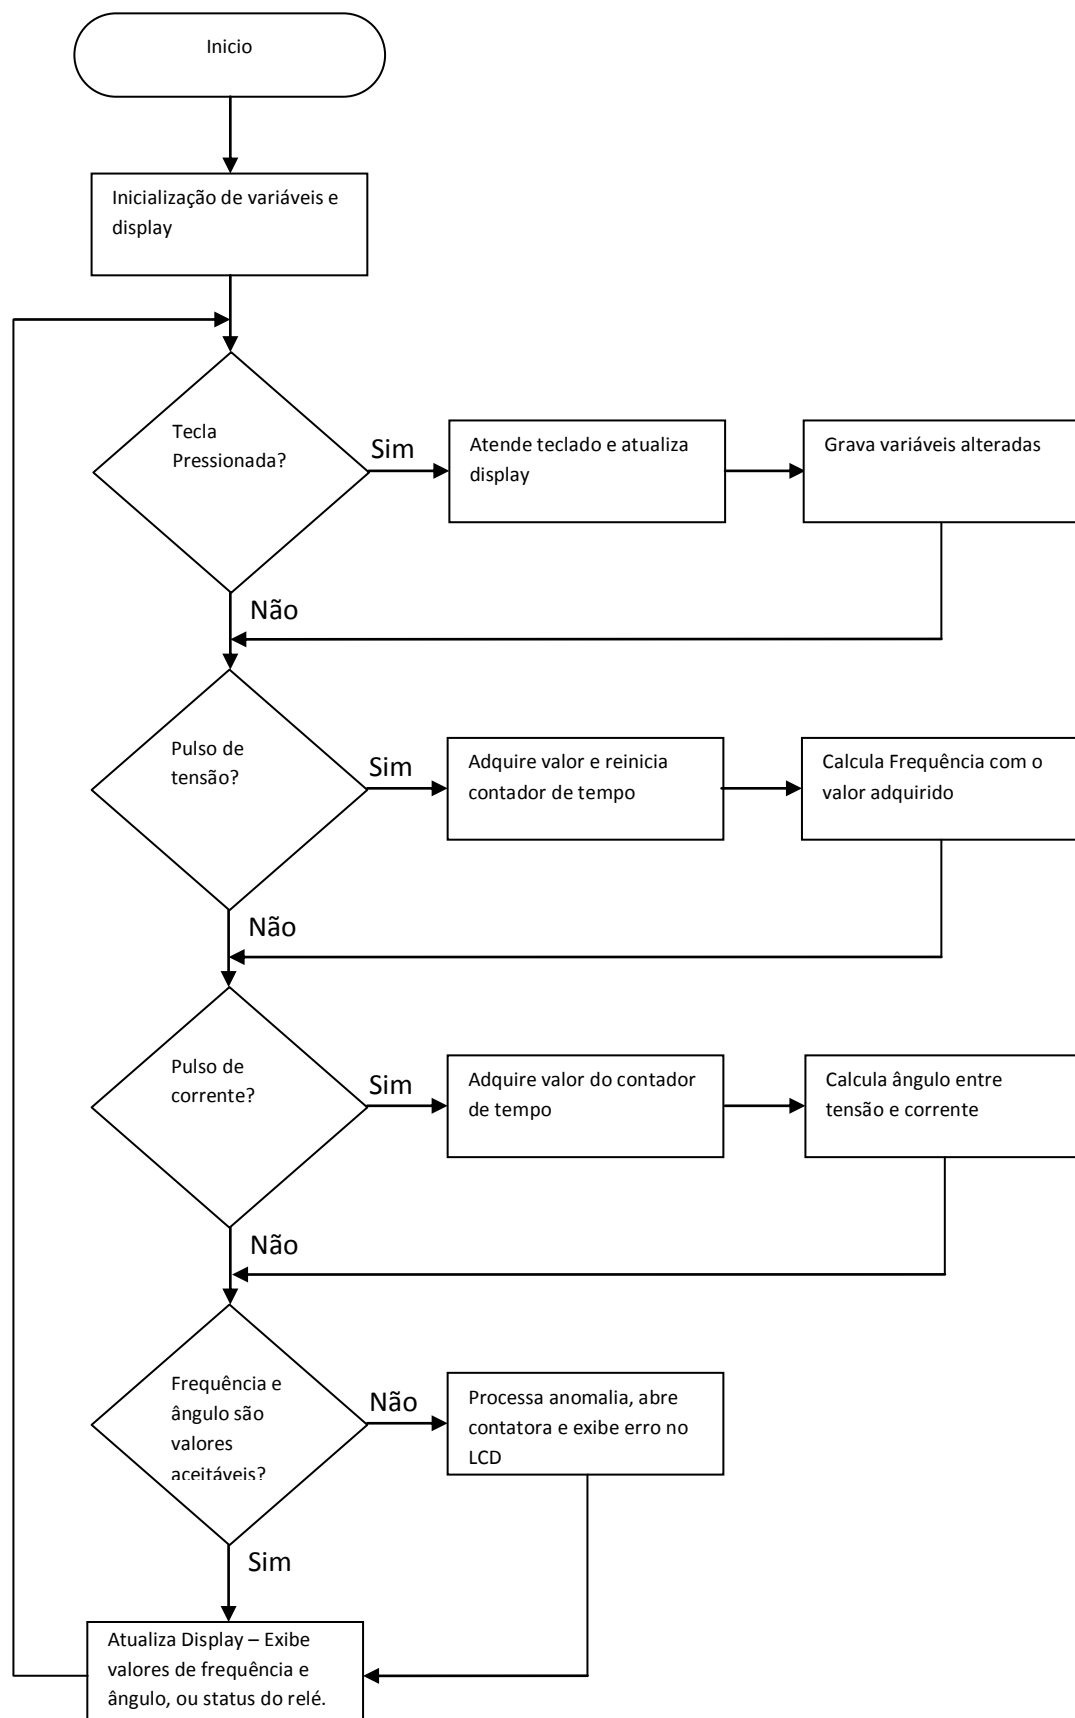 Inicio
Inicialização de variáveis e
display
Tecla
Pressionada?
Sim
Atende teclado e atualiza
display
Grava variáveis alteradas
Não
Pulso de
tensão?
Sim
Adquire valor e reinicia
contador de tempo
Calcula Frequência com o
valor adquirido
Não
Pulso de
corrente?
Sim
Adquire valor do contador
de tempo
Calcula ângulo entre
tensão e corrente
Não
Frequência e
ângulo são
valores
aceitáveis?
Não
Processa anomalia, abre
contatora e exibe erro no
LCD
Sim
Atualiza Display – Exibe
valores de frequência e
ângulo, ou status do relé.